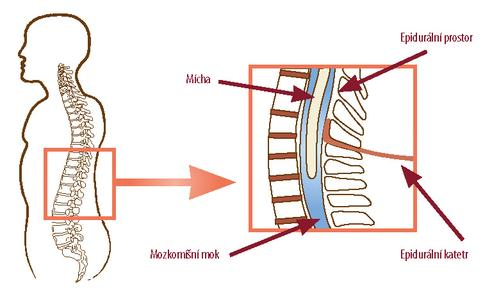 Epidurální prostor
Mícha
Mozkomíšní mok
Epidurální katetr